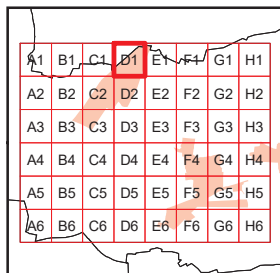 A1 B1 C1 D1 E1 F1 G1 H1
A2 B2 C2 D2 E2 F2 G2 H2
A3 B3 C3 D3 E3 F3 G3 H3
A4 B4 C4 D4 E4 F4 G4 H4
A5 B5 C5 D5 E5 F5 G5 H5
A6 B6 C6 D6 E6 F6 G6 H6